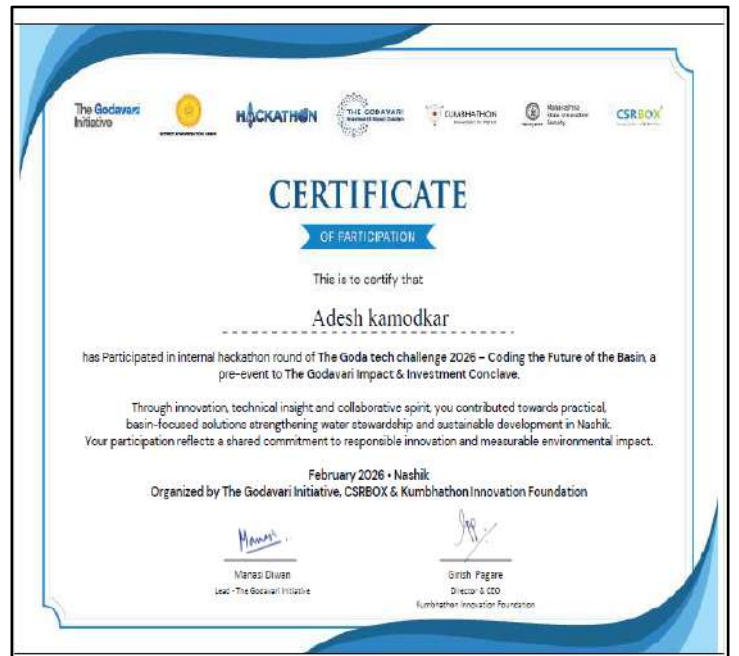 The Godavari
Initiative
HACKATHON
THE GODAVARI
KUMBHATHON
Maharashtra
State Innovation
Society
CSRBOX
CERTIFICATE
OF PARTICIPATION
This is to certify that
Adesh kamodkar
has Participated in internal hackathon round of The Goda tech challenge 2026 – Coding the Future of the Basin, a
pre-event to The Godavari Impact & Investment Conclave.
Through innovation, technical insight and collaborative spirit, you contributed towards practical,
basin-focused solutions strengthening water stewardship and sustainable development in Nashik.
Your participation reflects a shared commitment to responsible innovation and measurable environmental impact.
February 2026 • Nashik
Organized by The Godavari Initiative, CSRBOX & Kumbhathon Innovation Foundation
Manasi
Manasi Diwan
Girish Pagare
Lead - The Godavari Initiative
Director & CEO
Kumbhathon Innovation Foundation